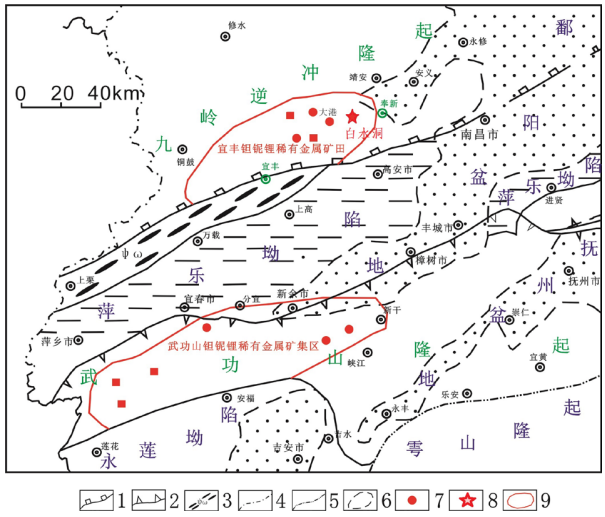 修水
起
鄱
永修
隆
冲
靖安
安义
0 20 40km
逆
岭
大港
奉新
阳
九
白水洞
南昌市
铜鼓
宜丰钽铌锂稀有金属矿田
宜丰
高安市
盆
萍乐坳陷
进贤
上高
陷
丰城市
抚
万载
ψω
坳
樟树市
上栗
乐
地
抚州市
新余市
宜春市
分宜
州
萍
新干
崇仁
盆
萍乡市
武功山钽铌锂稀有金属矿集区
隆
起
武
功
山
峡江
宜黄
地
安福
乐安
陷
永丰
起
坳
吉水
隆
莲花
莲
吉安市
山
永
雩
1 2 3 4 5 6 7 8 9